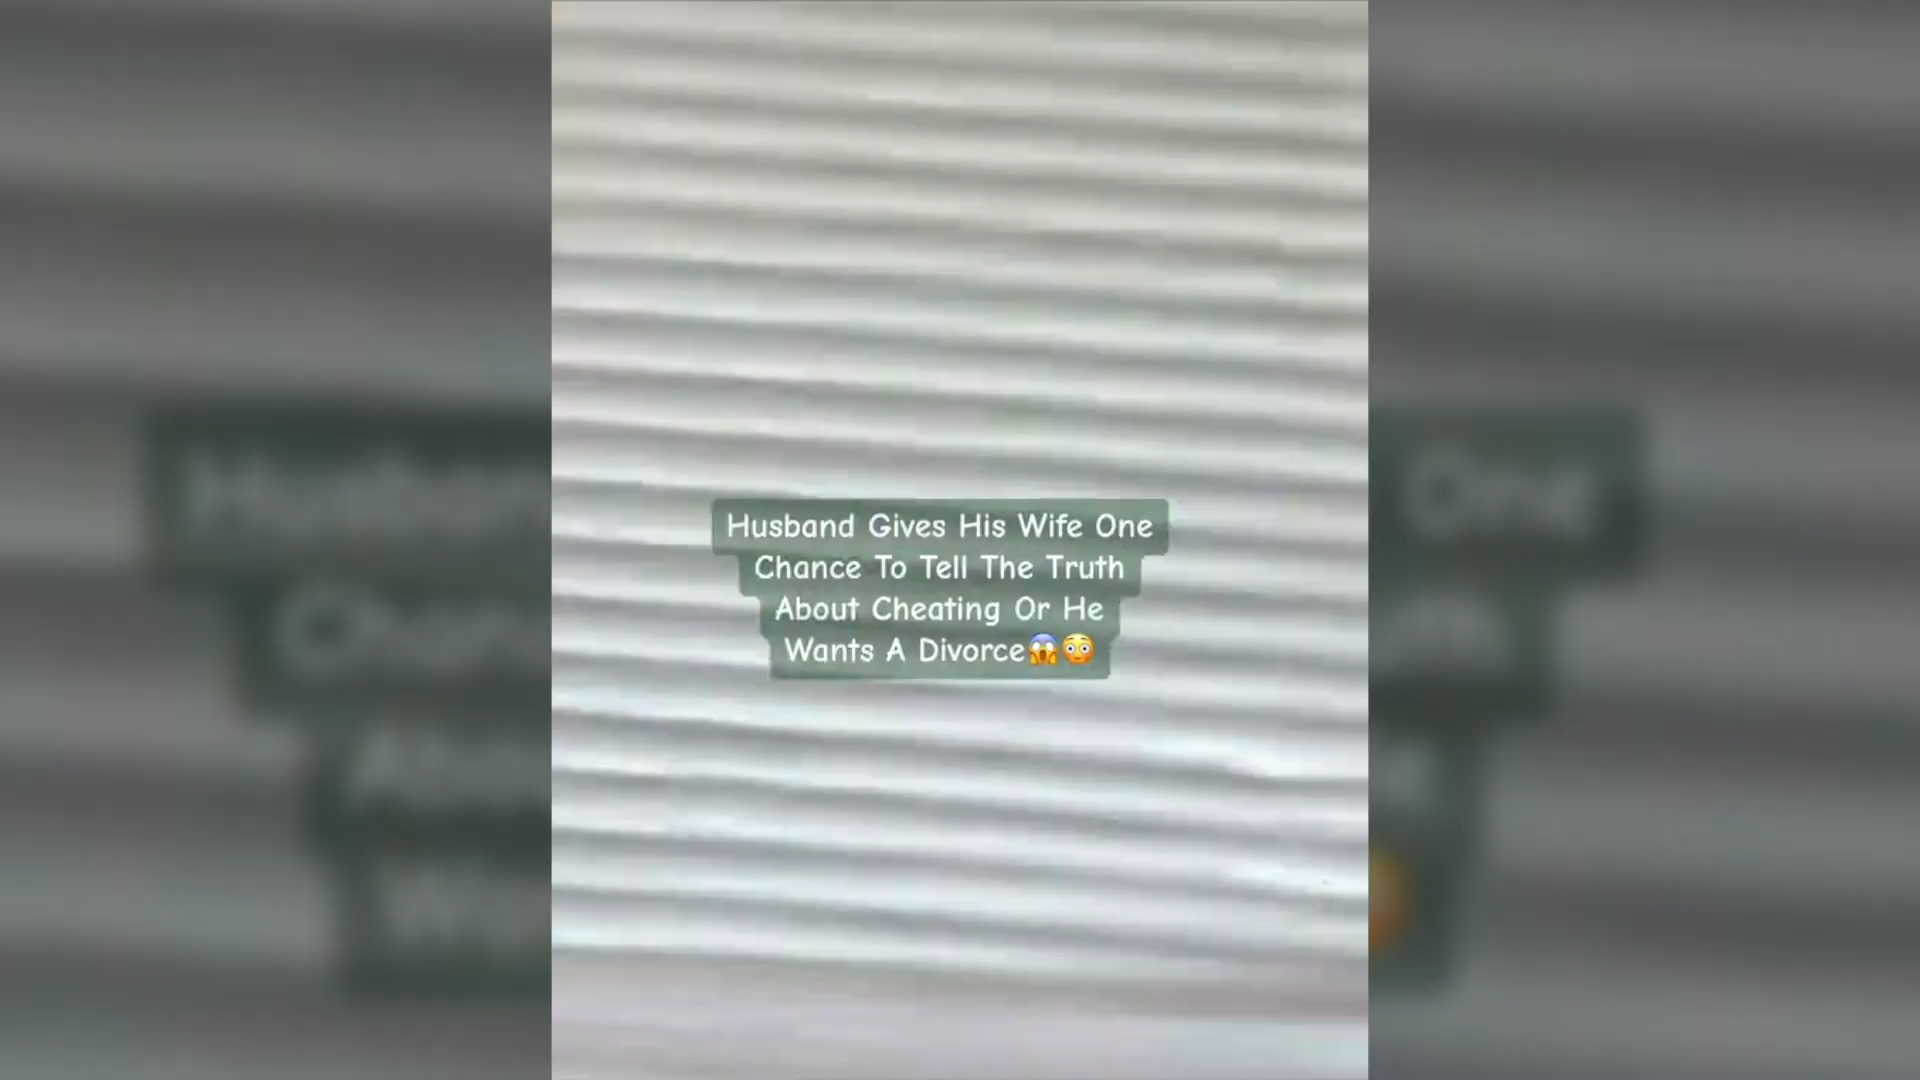 Husband Gives His Wife One
Chance To Tell The Truth
About Cheating Or He
Wants A Divorce😱😳